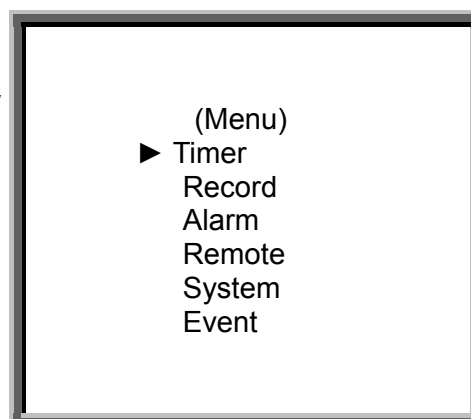 (Menu)
► Timer
Record
Alarm
Remote
System
Event